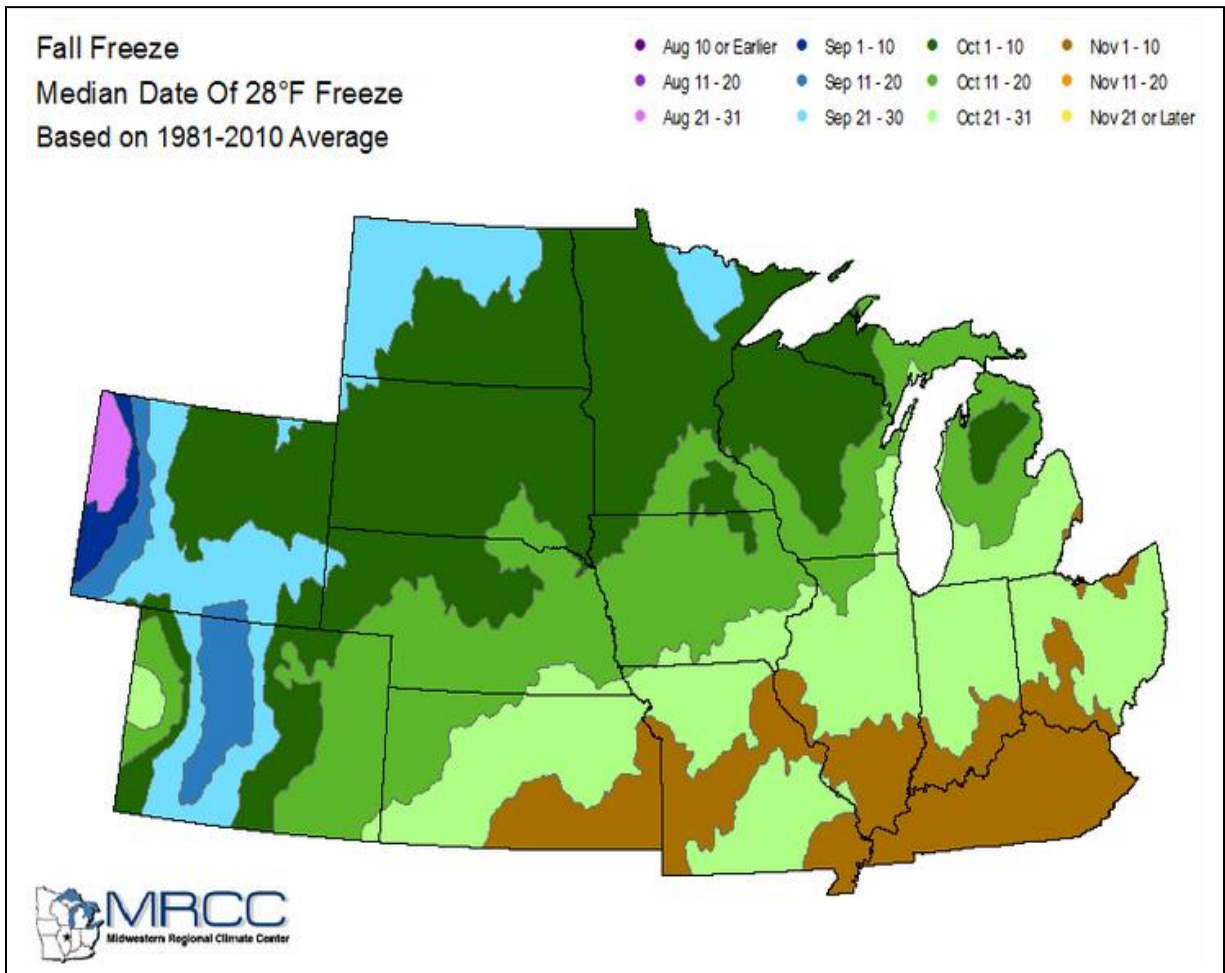 Fall Freeze
Median Date Of 28°F Freeze
Based on 1981-2010 Average
Aug 10 or Earlier
Aug 11 - 20
Aug 21 - 31
Sep 1 - 10
Sep 11 - 20
Sep 21 - 30
Oct 1 - 10
Oct 11 - 20
Oct 21 - 31
Nov 1 - 10
Nov 11 - 20
Nov 21 or Later
MRCC
Midwestern Regional Climate Center